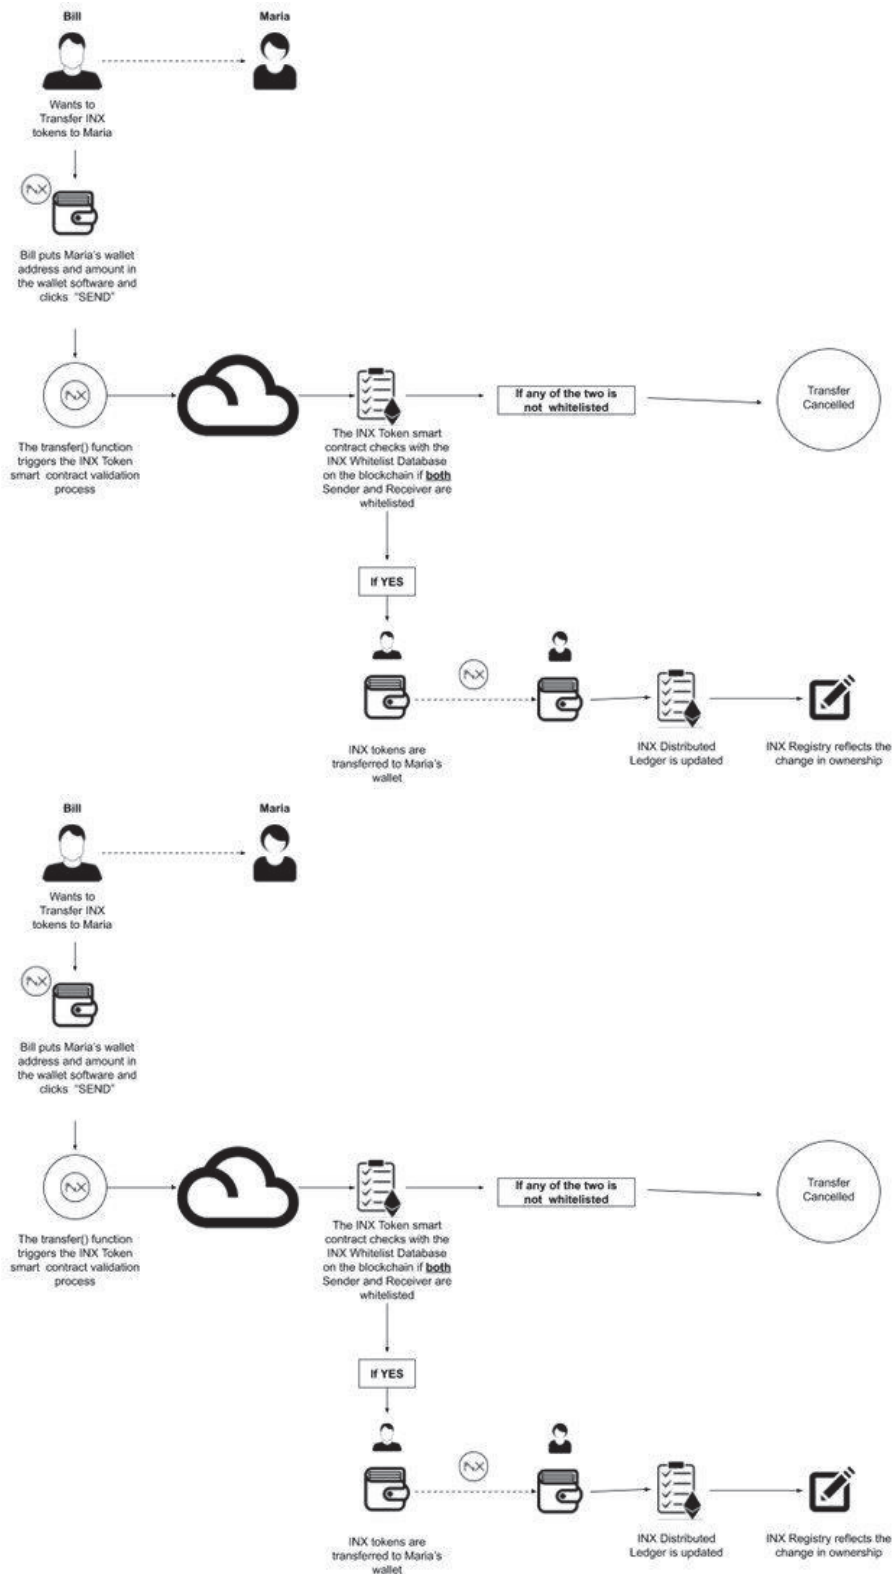 Bill
Maria
Wants to
Transfer INX
tokens to Maria
Bill puts Maria's wallet
address and amount in
the wallet software and
clicks "SEND"
The transfer() function
triggers the INX Token
smart contract validation
process
The INX Token smart
contract checks with the
INX Whitelist Database
on the blockchain if both
Sender and Receiver are
whitelisted
If any of the two is
not whitelisted
Transfer
Cancelled
If YES
INX tokens are
transferred to Maria's
wallet
INX Distributed
Ledger is updated
INX Registry reflects the
change in ownership
Bill
Maria
Wants to
Transfer INX
tokens to Maria
Bill puts Maria's wallet
address and amount in
the wallet software and
clicks "SEND"
The transfer() function
triggers the INX Token
smart contract validation
process
The INX Token smart
contract checks with the
INX Whitelist Database
on the blockchain if both
Sender and Receiver are
whitelisted
If any of the two is
not whitelisted
Transfer
Cancelled
If YES
INX tokens are
transferred to Maria's
wallet
INX Distributed
Ledger is updated
INX Registry reflects the
change in ownership